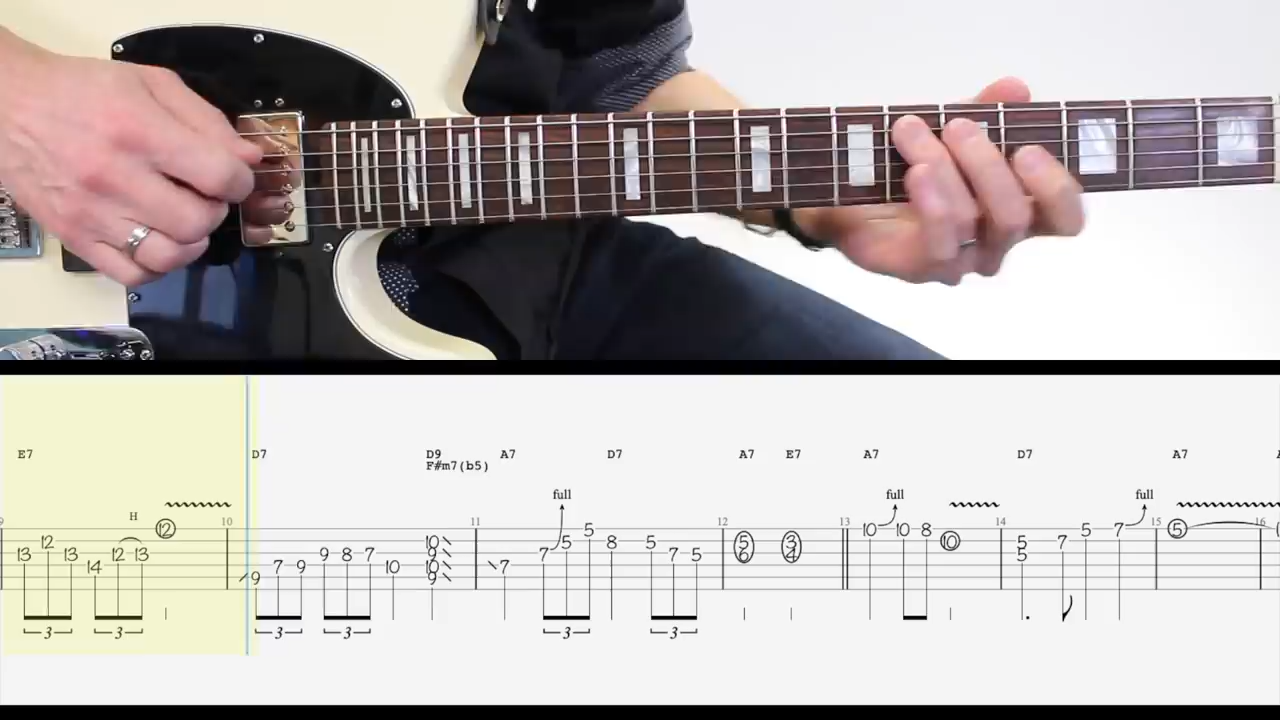 E7 D7 D9 A7 D7 A7 E7 A7 D7 A7
F#m7(b5)
full full full
H
9 10 11 12 13 14 15 16
12 5 10 10 8 7 5
12 10 5 8 5 5 3 10 5 7 5
13 13 12 13 9 8 7 9 7 7 5 6 4 5
14 7 9 10 10 7
9 9
3 3 3 3 3 3